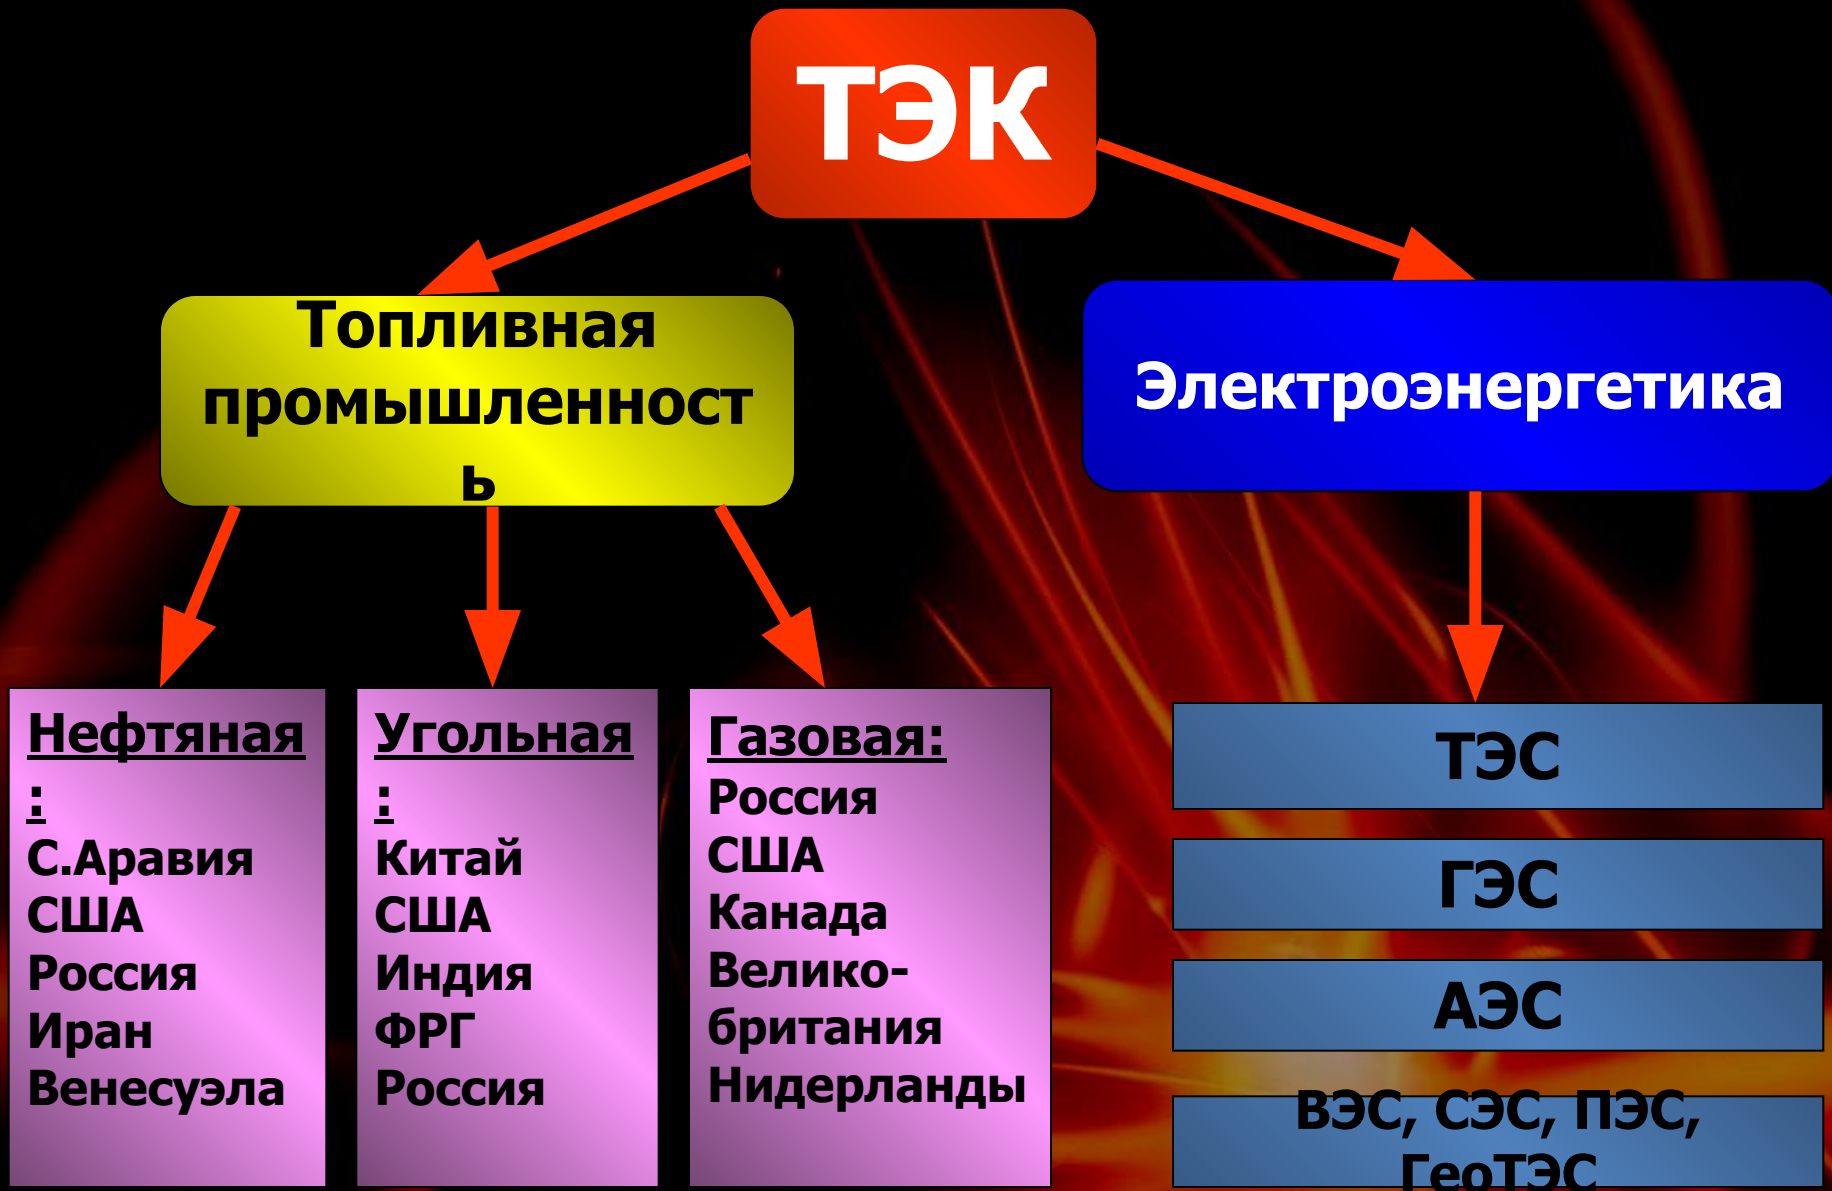 ТЭК
Топливная
промышленност
ь
Электроэнергетика
Нефтяная
:
С.Аравия
США
Россия
Иран
Венесуэла
Угольная
:
Китай
США
Индия
ФРГ
Россия
Газовая:
Россия
США
Канада
Велико-
британия
Нидерланды
ТЭС
ГЭС
АЭС
ВЭС, СЭС, ПЭС,
ГеоТЭС